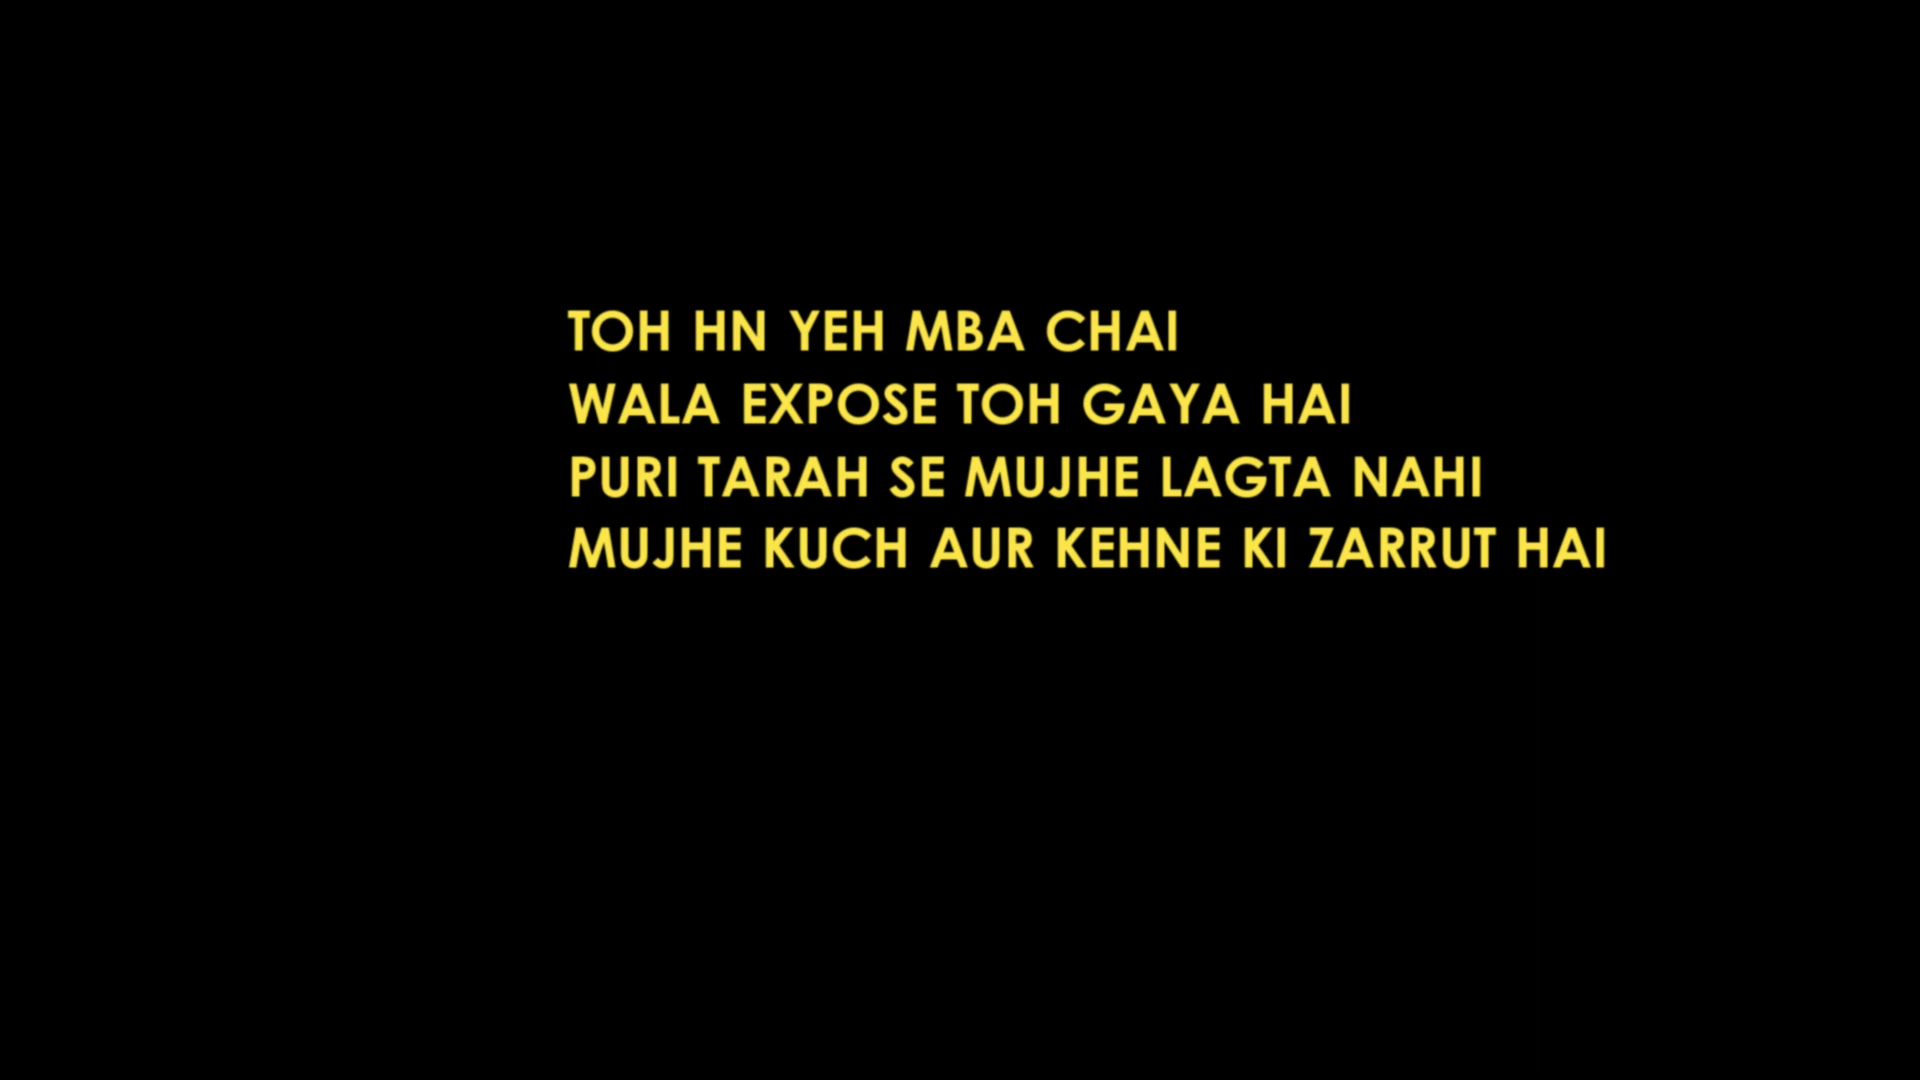 TOH HN YEH MBA CHAI
WALA EXPOSE TOH GAYA HAI
PURI TARAH SE MUJHE LAGTA NAHI
MUJHE KUCH AUR KEHNE KI ZARRUT HAI